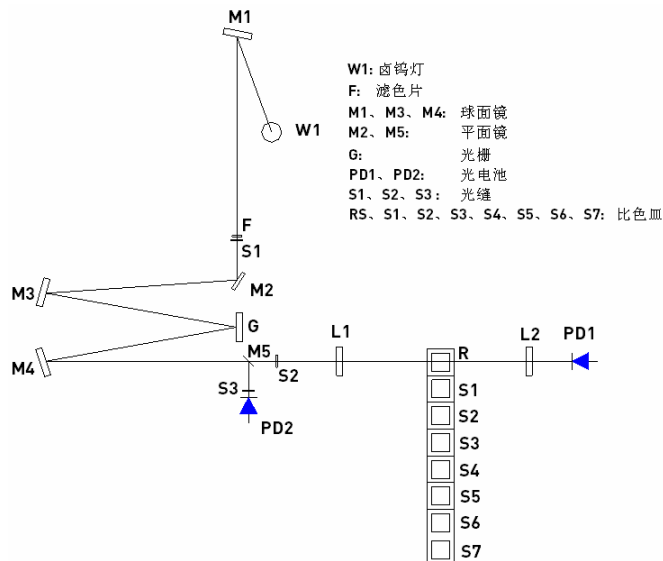 M1
W1: 卤钨灯
F: 滤色片
M1、M3、M4: 球面镜
W1
M2、M5: 平面镜
G: 光栅
PD1、PD2: 光电池
S1、S2、S3: 光缝
RS、S1、S2、S3、S4、S5、S6、S7: 比色皿
F
S1
M3
M2
G
L1
L2
PD1
M5
R
M4
S2
S3
S1
PD2
S2
S3
S4
S5
S6
S7